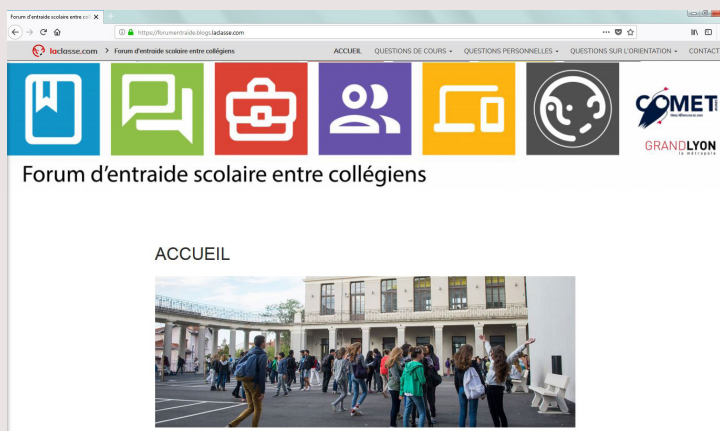 Forum d'entraide scolaire entre col
https://forumentraide.blogs.laclasse.com
laclasse.com > Forum d'entraide scolaire entre collégiens
ACCUEIL QUESTIONS DE COURS QUESTIONS PERSONNELLES QUESTIONS SUR L'ORIENTATION CONTACT
COMET
GRANDLYON
la métropole
Forum d'entraide scolaire entre collégiens
ACCUEIL